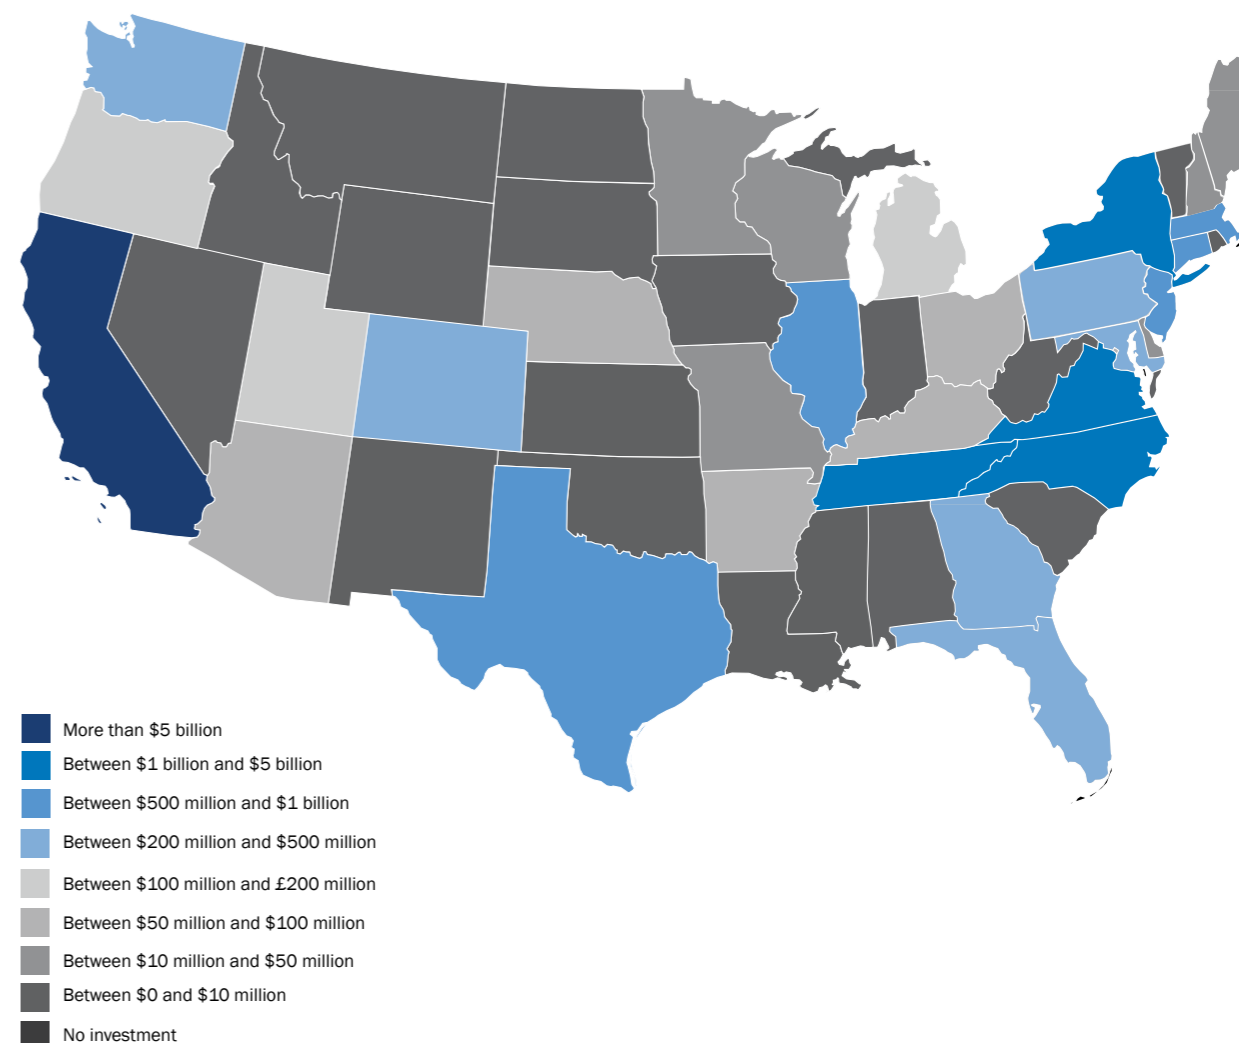 More than $5 billion
Between $1 billion and $5 billion
Between $500 million and $1 billion
Between $200 million and $500 million
Between $100 million and £200 million
Between $50 million and $100 million
Between $10 million and $50 million
Between $0 and $10 million
No investment